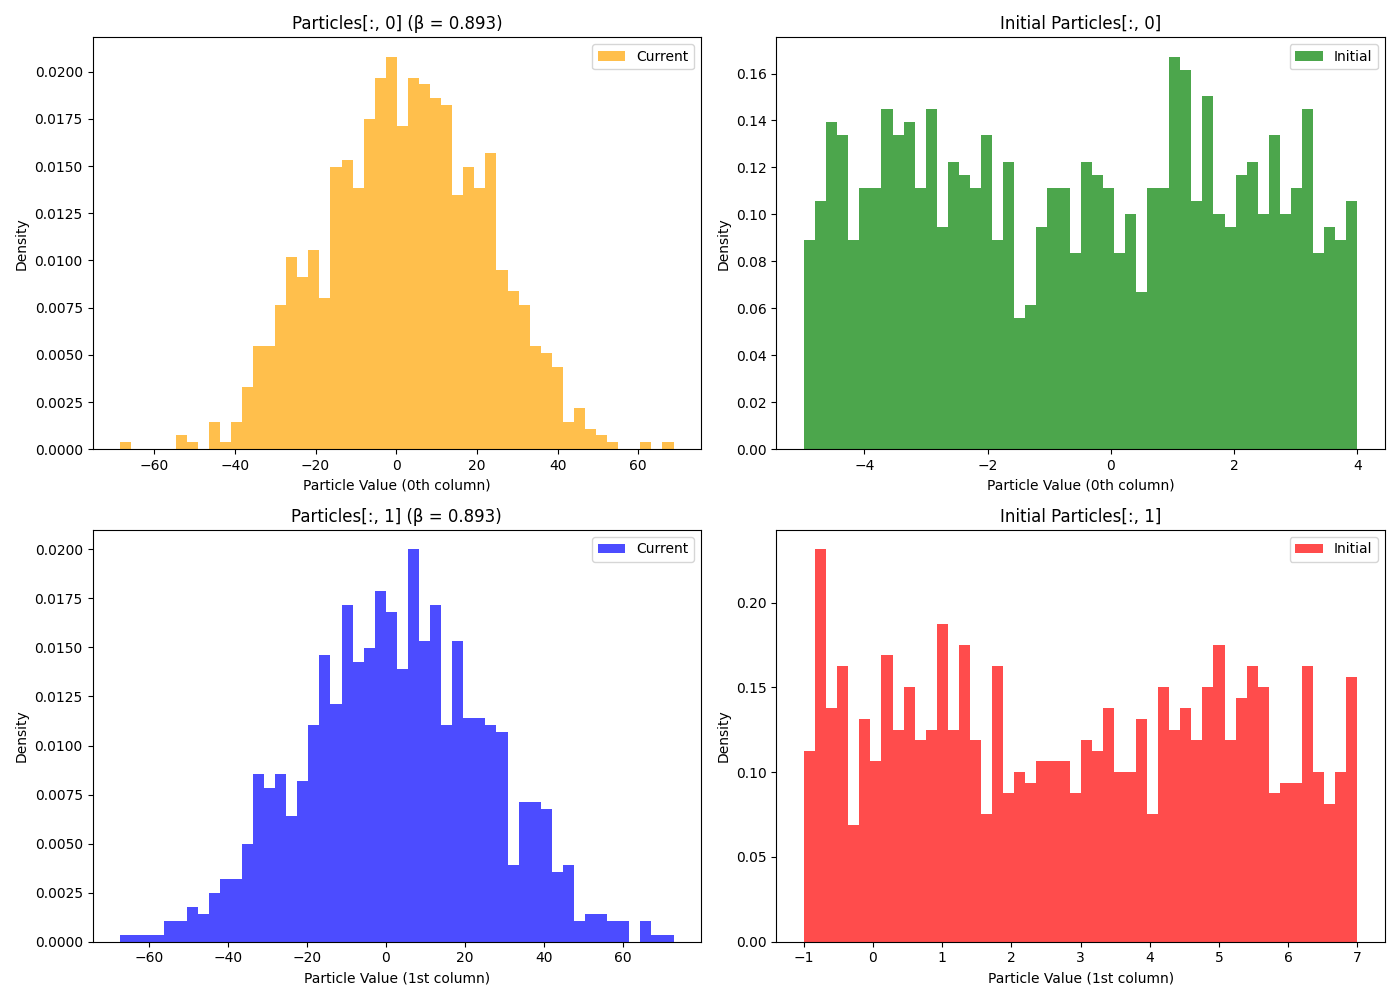 Particles[:, 0] (β = 0.893)
Current
Density
0.0200
0.0175
0.0150
0.0125
0.0100
0.0075
0.0050
0.0025
0.0000
−60 −40 −20 0 20 40 60
Particle Value (0th column)
Initial Particles[:, 0]
Initial
Density
0.16
0.14
0.12
0.10
0.08
0.06
0.04
0.02
0.00
−4 −2 0 2 4
Particle Value (0th column)
Particles[:, 1] (β = 0.893)
Current
Density
0.0200
0.0175
0.0150
0.0125
0.0100
0.0075
0.0050
0.0025
0.0000
−60 −40 −20 0 20 40 60
Particle Value (1st column)
Initial Particles[:, 1]
Initial
Density
0.20
0.15
0.10
0.05
0.00
−1 0 1 2 3 4 5 6 7
Particle Value (1st column)